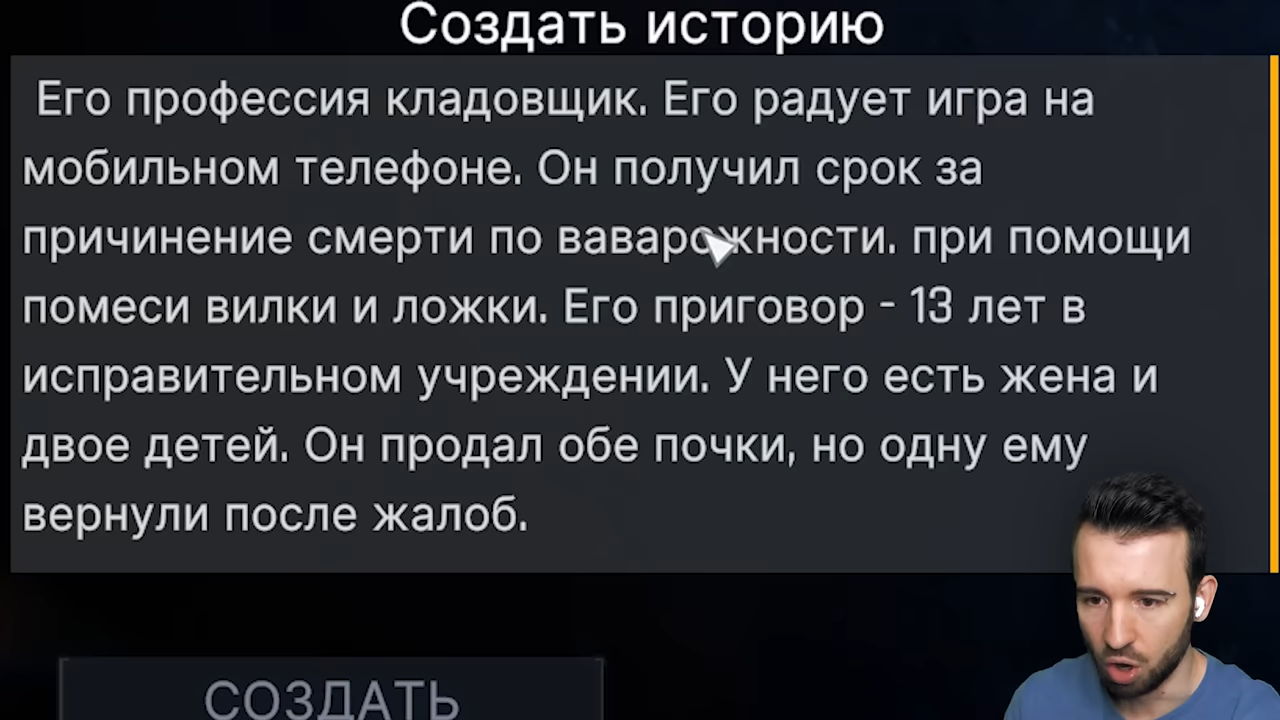 Создать историю
Его профессия кладовщик. Его радует игра на
мобильном телефоне. Он получил срок за
причинение смерти по ваварожности. при помощи
помеси вилки и ложки. Его приговор - 13 лет в
исправительном учреждении. У него есть жена и
двое детей. Он продал обе почки, но одну ему
вернули после жалоб.
СОЗДАТЬ